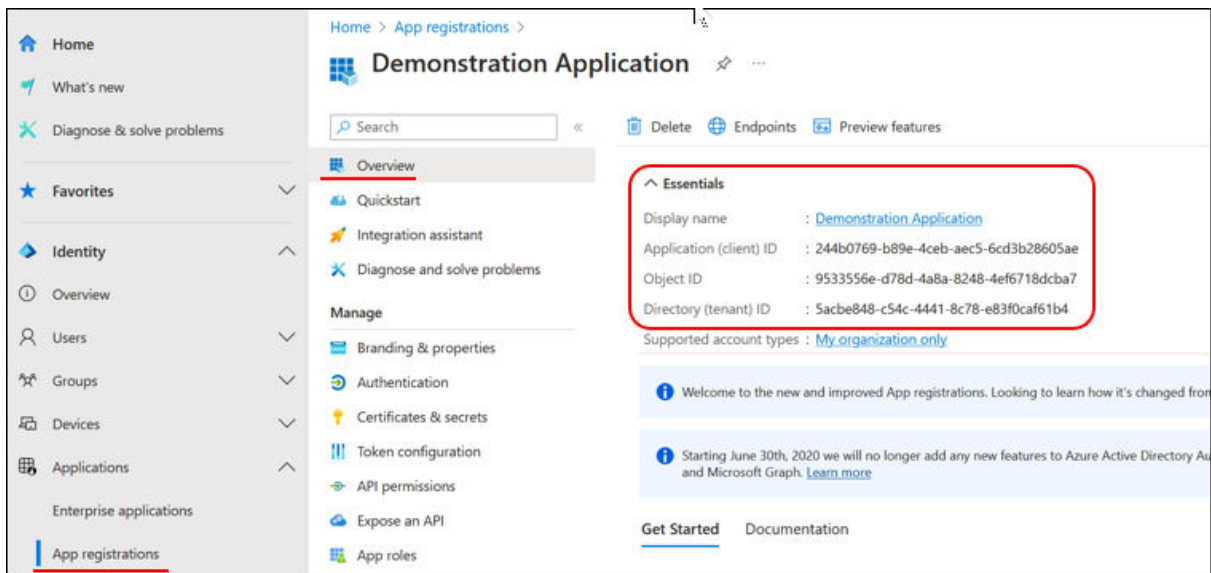 Home
What's new
Diagnose & solve problems
Favorites
Identity
Overview
Users
Groups
Devices
Applications
Enterprise applications
App registrations
Home > App registrations >
Demonstration Application
Search
Overview
Quickstart
Integration assistant
Diagnose and solve problems
Manage
Branding & properties
Authentication
Certificates & secrets
Token configuration
API permissions
Expose an API
App roles
Delete Endpoints Preview features
Essentials
Display name : Demonstration Application
Application (client) ID : 244b0769-b89e-4ceb-aec5-6cd3b28605ae
Object ID : 9533556e-d78d-4a8a-8248-4ef6718dcba7
Directory (tenant) ID : 5acbe848-c54c-4441-8c78-e83f0caf61b4
Supported account types : My organization only
Welcome to the new and improved App registrations. Looking to learn how it's changed from
Starting June 30th, 2020 we will no longer add any new features to Azure Active Directory Au
and Microsoft Graph. Learn more
Get Started Documentation